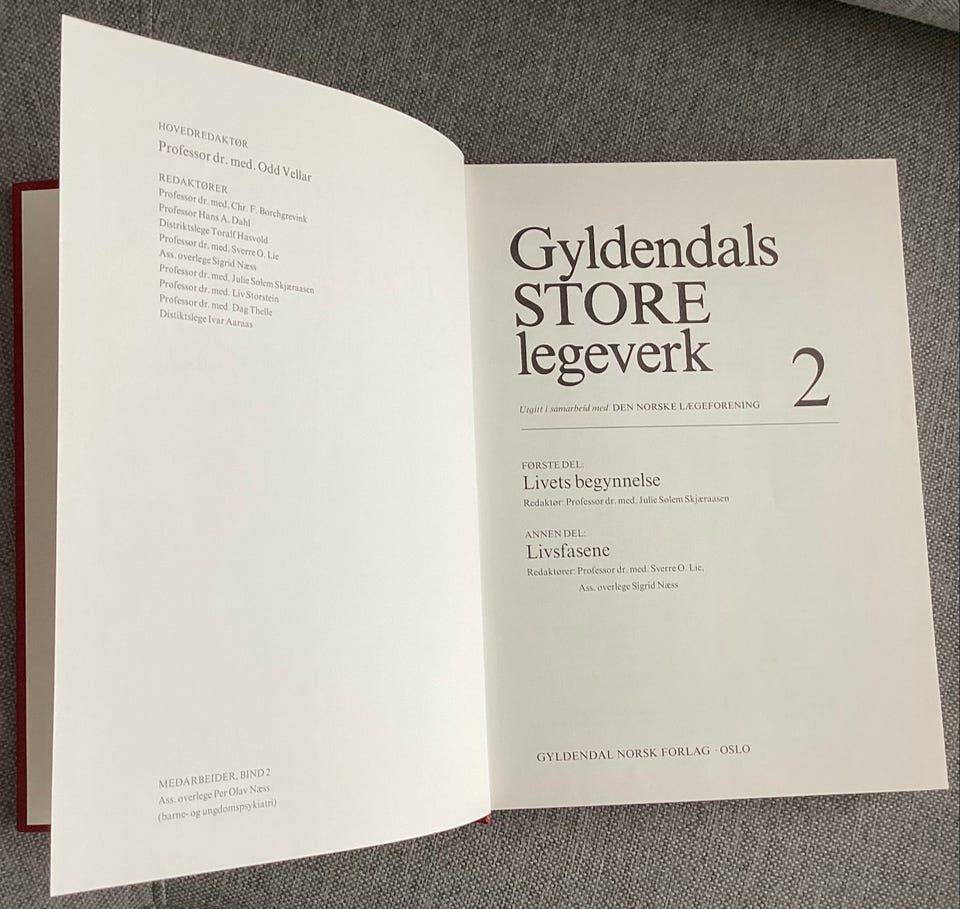 HOVEDREDAKTØR
Professor dr. med. Odd Vellar
REDAKTØRER
Professor dr. med. Chr. F. Borchgrevink
Professor Hans A. Dahl
Distriktslege Toralf Hasvold
Professor dr. med. Sverre O. Lie
Ass. overlege Sigrid Næss
Professor dr. med. Julie Solem Skjæraasen
Professor dr. med. Liv Storstein
Professor dr. med. Dag Thelle
Distiktslege Ivar Aaraas
MEDARBEIDER, BIND 2
Ass. overlege Per Olav Næss
(barne- og ungdomspsykiatri)
Gyldendals
STORE
legeverk 2
Utgitt i samarbeid med DEN NORSKE LÆGEFORENING
FØRSTE DEL:
Livets begynnelse
Redaktør: Professor dr. med. Julie Solem Skjæraasen
ANNEN DEL:
Livsfasene
Redaktører: Professor dr. med. Sverre O. Lie,
Ass. overlege Sigrid Næss
GYLDENDAL NORSK FORLAG · OSLO